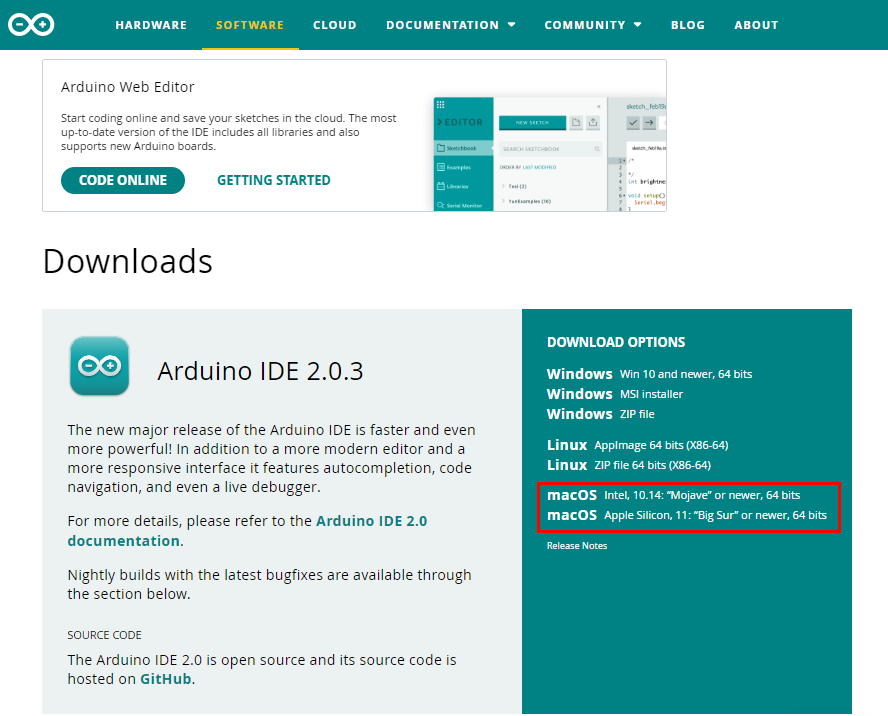 HARDWARE SOFTWARE CLOUD DOCUMENTATION COMMUNITY BLOG ABOUT
Arduino Web Editor
Start coding online and save your sketches in the cloud. The most
up-to-date version of the IDE includes all libraries and also
supports new Arduino boards.
CODE ONLINE GETTING STARTED
EDITOR
NEW SKETCH
Sketchbook
SEARCH SKETCHBOOK
Examples
ORDER BY LAST MODIFIED
Libraries
Tool (2)
Serial Monitor
YunExamples (10)
/*
*/
int brightne
void setup()
Serial.beg
}
Downloads
Arduino IDE 2.0.3
The new major release of the Arduino IDE is faster and even
more powerful! In addition to a more modern editor and a
more responsive interface it features autocompletion, code
navigation, and even a live debugger.
For more details, please refer to the Arduino IDE 2.0
documentation.
Nightly builds with the latest bugfixes are available through
the section below.
SOURCE CODE
The Arduino IDE 2.0 is open source and its source code is
hosted on GitHub.
DOWNLOAD OPTIONS
Windows Win 10 and newer, 64 bits
Windows MSI installer
Windows ZIP file
Linux AppImage 64 bits (X86-64)
Linux ZIP file 64 bits (X86-64)
macOS Intel, 10.14: “Mojave” or newer, 64 bits
macOS Apple Silicon, 11: “Big Sur” or newer, 64 bits
Release Notes